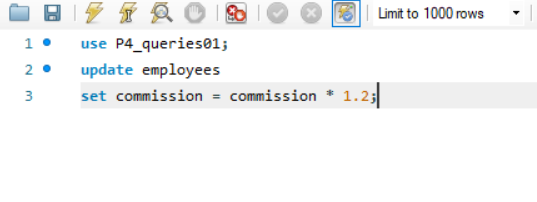 Limit to 1000 rows
1 use P4_queries01;
2 update employees
3 set commission = commission * 1.2;